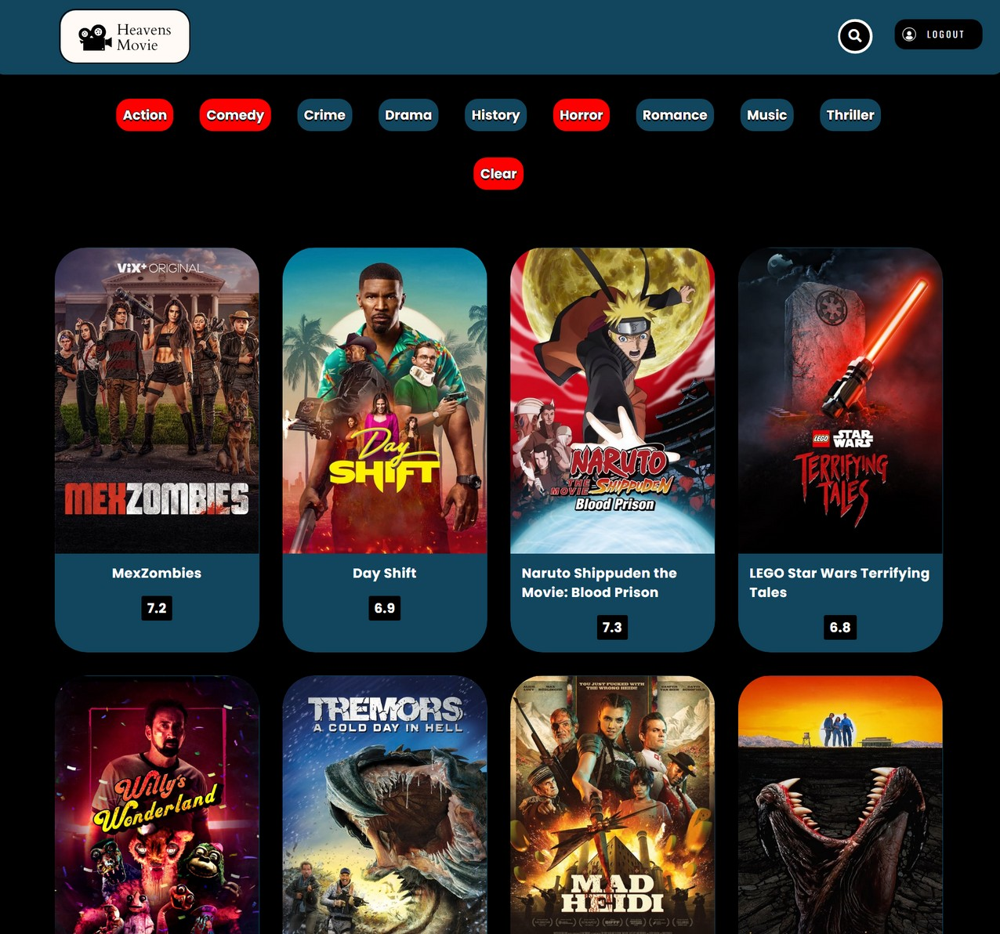 Heavens
Movie
LOGOUT
Action
Comedy
Crime
Drama
History
Horror
Romance
Music
Thriller
Clear
ViX+ ORIGINAL
MEXZOMBIES
Day
SHIFT
NARUTO
THE
MOVIE
SHIPPUDEN
Blood Prison
LEGO
STAR
WARS
TERRIFYING
TALES
MexZombies
Day Shift
Naruto Shippuden the
Movie: Blood Prison
LEGO Star Wars Terrifying
Tales
7.2
6.9
7.3
6.8
Willy's
Wonderland
TREMORS
A COLD DAY IN HELL
YOU JUST FUCKED WITH
THE WRONG HEIDI!
MAD
HEIDI